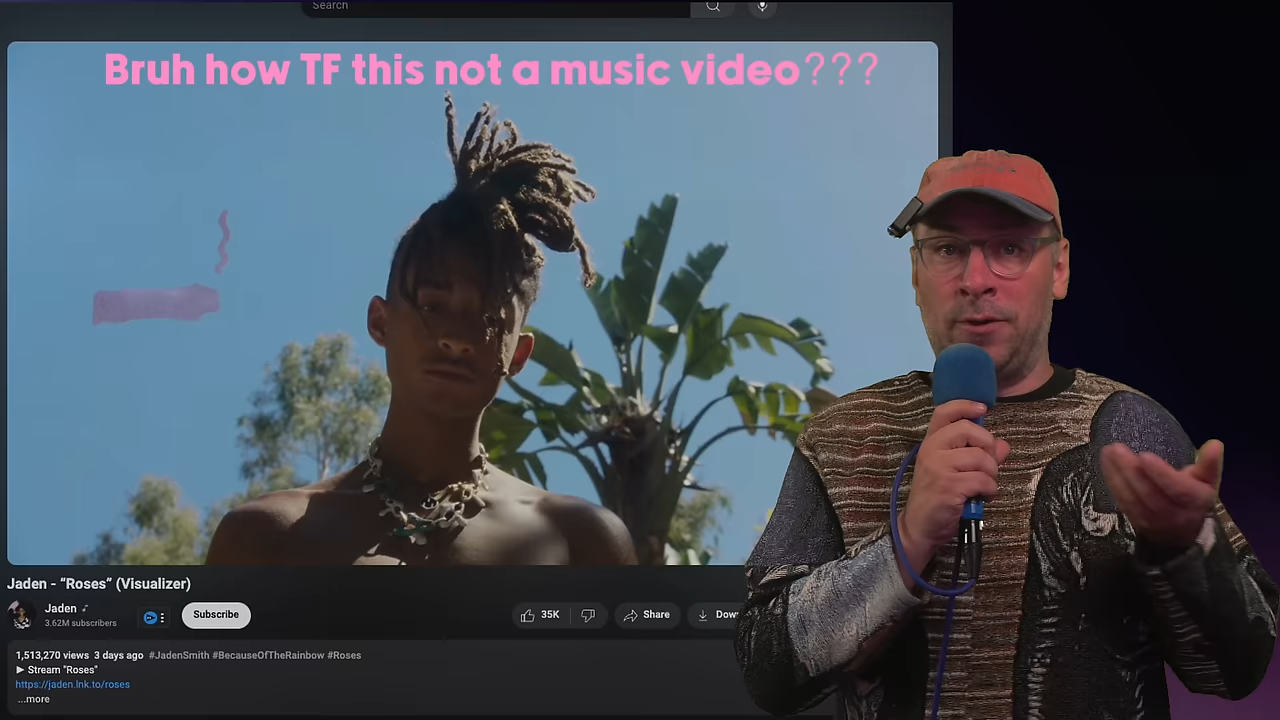 Search
Bruh how TF this not a music video???
Jaden - “Roses” (Visualizer)
Jaden
3.62M subscribers
Subscribe
35K
Share
Dow
1,513,270 views 3 days ago #JadenSmith #BecauseOfTheRainbow #Roses
▶ Stream "Roses"
https://jaden.lnk.to/roses
...more